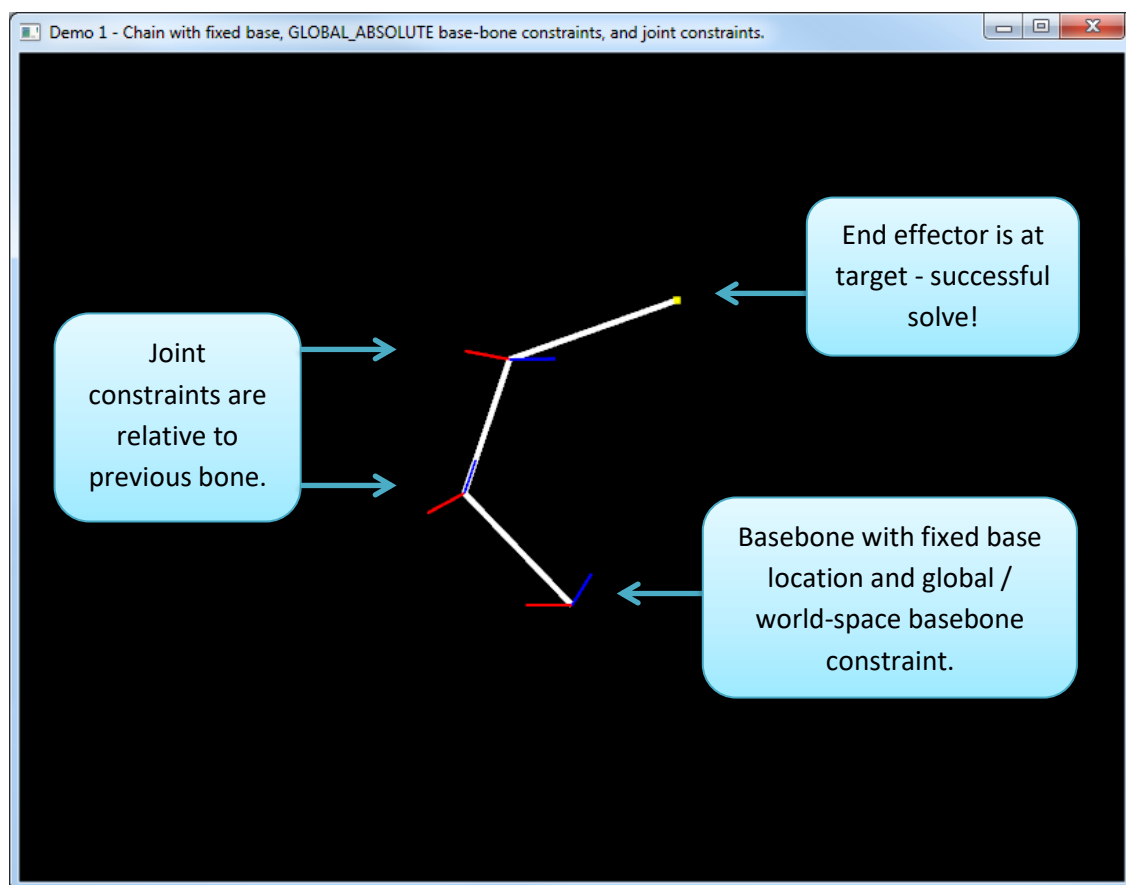 Demo 1 - Chain with fixed base, GLOBAL_ABSOLUTE base-bone constraints, and joint constraints.
End effector is at
target - successful
solve!
Joint
constraints are
relative to
previous bone.
Basebone with fixed base
location and global /
world-space basebone
constraint.